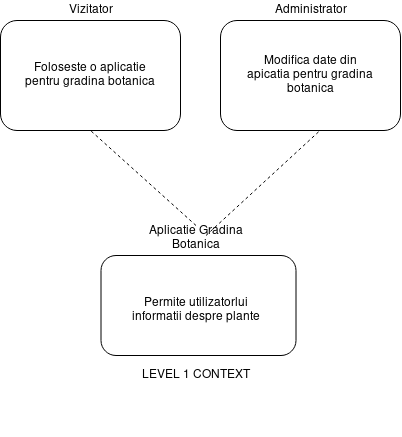 Vizitator
Administrator
Foloseste o aplicatie
pentru gradina botanica
Modifica date din
apicatia pentru gradina
botanica
Aplicatie Gradina
Botanica
Permite utilizatorlui
informatii despre plante
LEVEL 1 CONTEXT